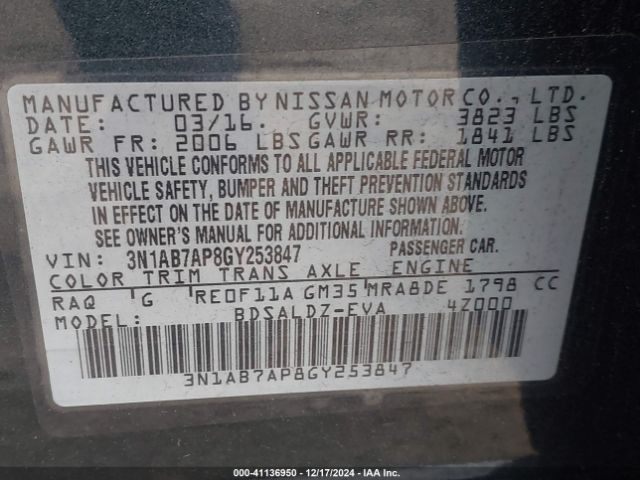 MANUFACTURED BY NISSAN MOTOR CO., LTD.
DATE: 03/16. GVWR: 3823 LBS
GAWR FR: 2006 LBS GAWR RR: 1841 LBS
THIS VEHICLE CONFORMS TO ALL APPLICABLE FEDERAL MOTOR
VEHICLE SAFETY, BUMPER AND THEFT PREVENTION STANDARDS
IN EFFECT ON THE DATE OF MANUFACTURE SHOWN ABOVE.
SEE OWNER'S MANUAL FOR ADDITIONAL INFORMATION.
VIN: 3N1AB7AP8GY253847 PASSENGER CAR.
COLOR TRIM TRANS AXLE ENGINE
RAQ G RE0F11A GM35 MRA8DE 1798 CC
MODEL: BDSALDZ-EVA 4Z000
3N1AB7AP8GY253847
000-41136950 - 12/17/2024 - IAA Inc.